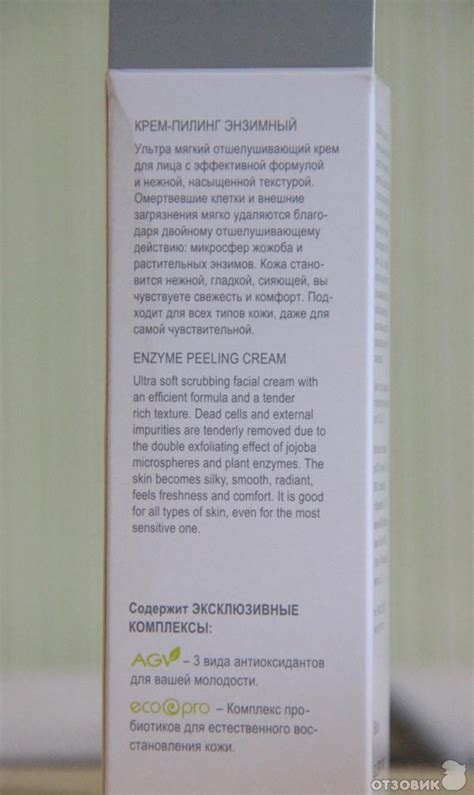 КРЕМ-ПИЛИНГ ЭНЗИМНЫЙ
Ультра мягкий отшелушивающий крем
для лица с эффективной формулой
и нежной, насыщенной текстурой.
Омертвевшие клетки и внешние
загрязнения мягко удаляются благо-
даря двойному отшелушивающему
действию: микросфер жожоба и
растительных энзимов. Кожа стано-
вится нежной, гладкой, сияющей, вы
чувствуете свежесть и комфорт. Под-
ходит для всех типов кожи, даже для
самой чувствительной.
ENZYME PEELING CREAM
Ultra soft scrubbing facial cream with
an efficient formula and a tender
rich texture. Dead cells and external
impurities are tenderly removed due to
the double exfoliating effect of jojoba
microspheres and plant enzymes. The
skin becomes silky, smooth, radiant,
feels freshness and comfort. It is good
for all types of skin, even for the most
sensitive one.
Содержит ЭКСКЛЮЗИВНЫЕ
КОМПЛЕКСЫ:
AGV – 3 вида антиоксидантов
для вашей молодости.
eco pro – Комплекс про-
биотиков для естественного вос-
становления кожи.
ОТЗОВИК